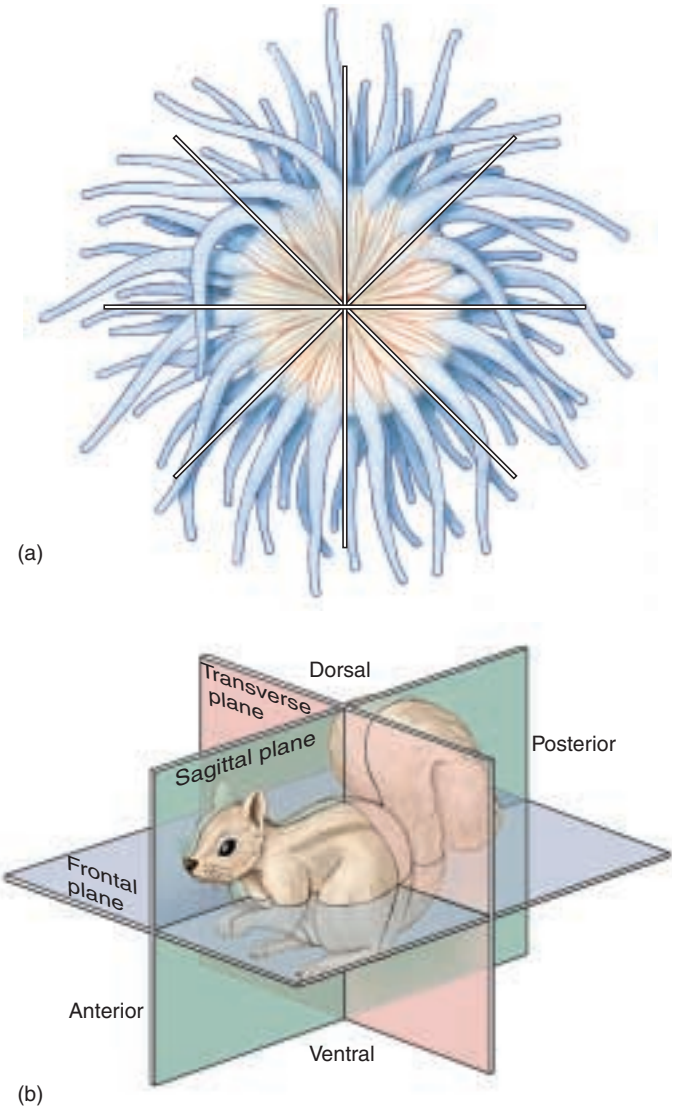 (a)
Dorsal
Transverse
plane
Sagittal plane
Posterior
Frontal
plane
Anterior
Ventral
(b)